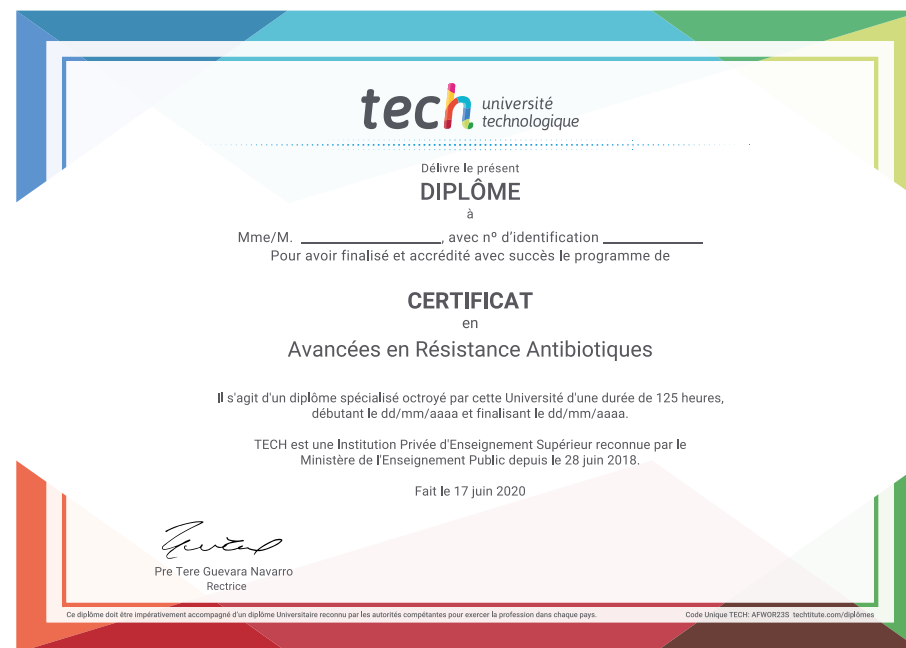 tech université
technologique
Délivre le présent
DIPLÔME
à
Mme/M. ____________________, avec nº d'identification ______________
Pour avoir finalisé et accrédité avec succès le programme de
CERTIFICAT
en
Avancées en Résistance Antibiotiques
Il s'agit d'un diplôme spécialisé octroyé par cette Université d'une durée de 125 heures,
débutant le dd/mm/aaaa et finalisant le dd/mm/aaaa.
TECH est une Institution Privée d'Enseignement Supérieur reconnue par le
Ministère de l'Enseignement Public depuis le 28 juin 2018.
Fait le 17 juin 2020
Pre Tere Guevara Navarro
Rectrice
Ce diplôme doit être impérativement accompagné d'un diplôme Universitaire reconnu par les autorités compétantes pour exercer la profession dans chaque pays. Code Unique TECH: AFWOR23S techtitute.com/diplômes